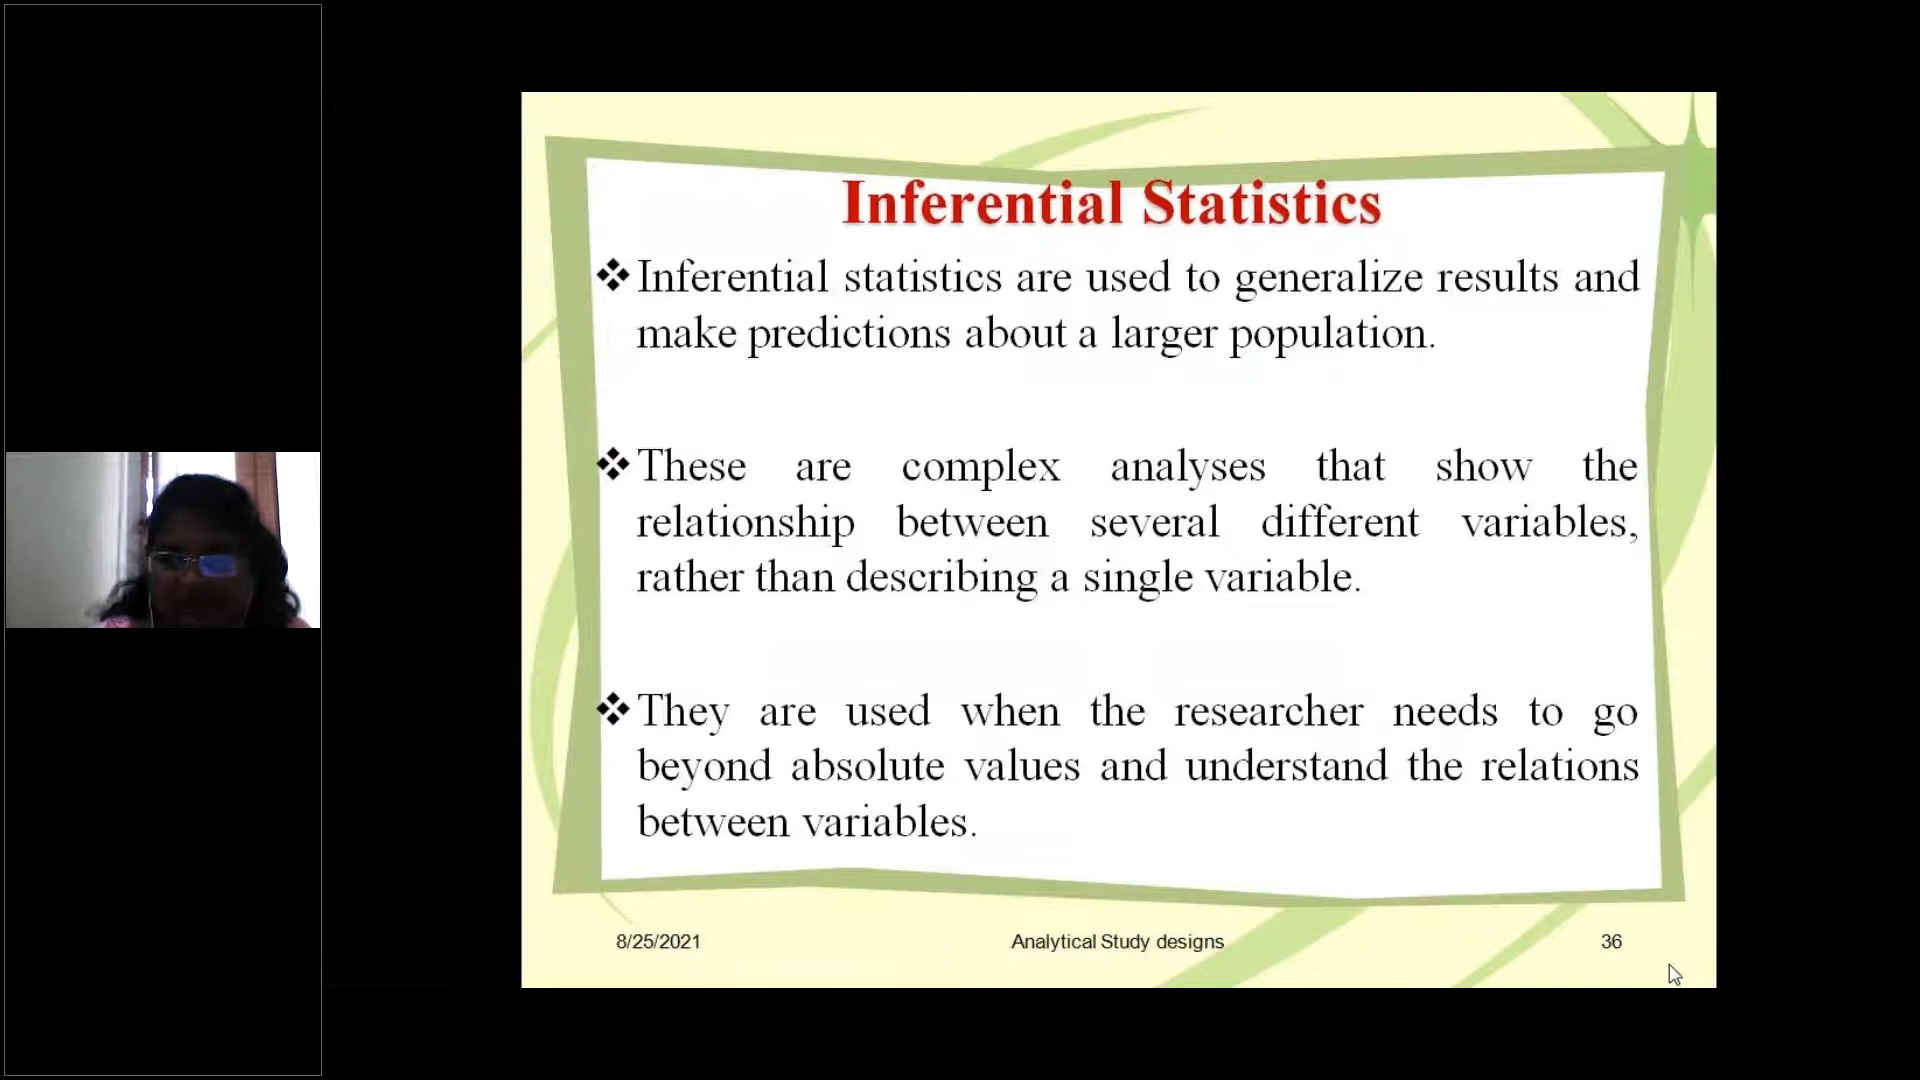 Inferential Statistics
❖ Inferential statistics are used to generalize results and
make predictions about a larger population.
❖ These are complex analyses that show the
relationship between several different variables,
rather than describing a single variable.
❖ They are used when the researcher needs to go
beyond absolute values and understand the relations
between variables.
8/25/2021 Analytical Study designs 36